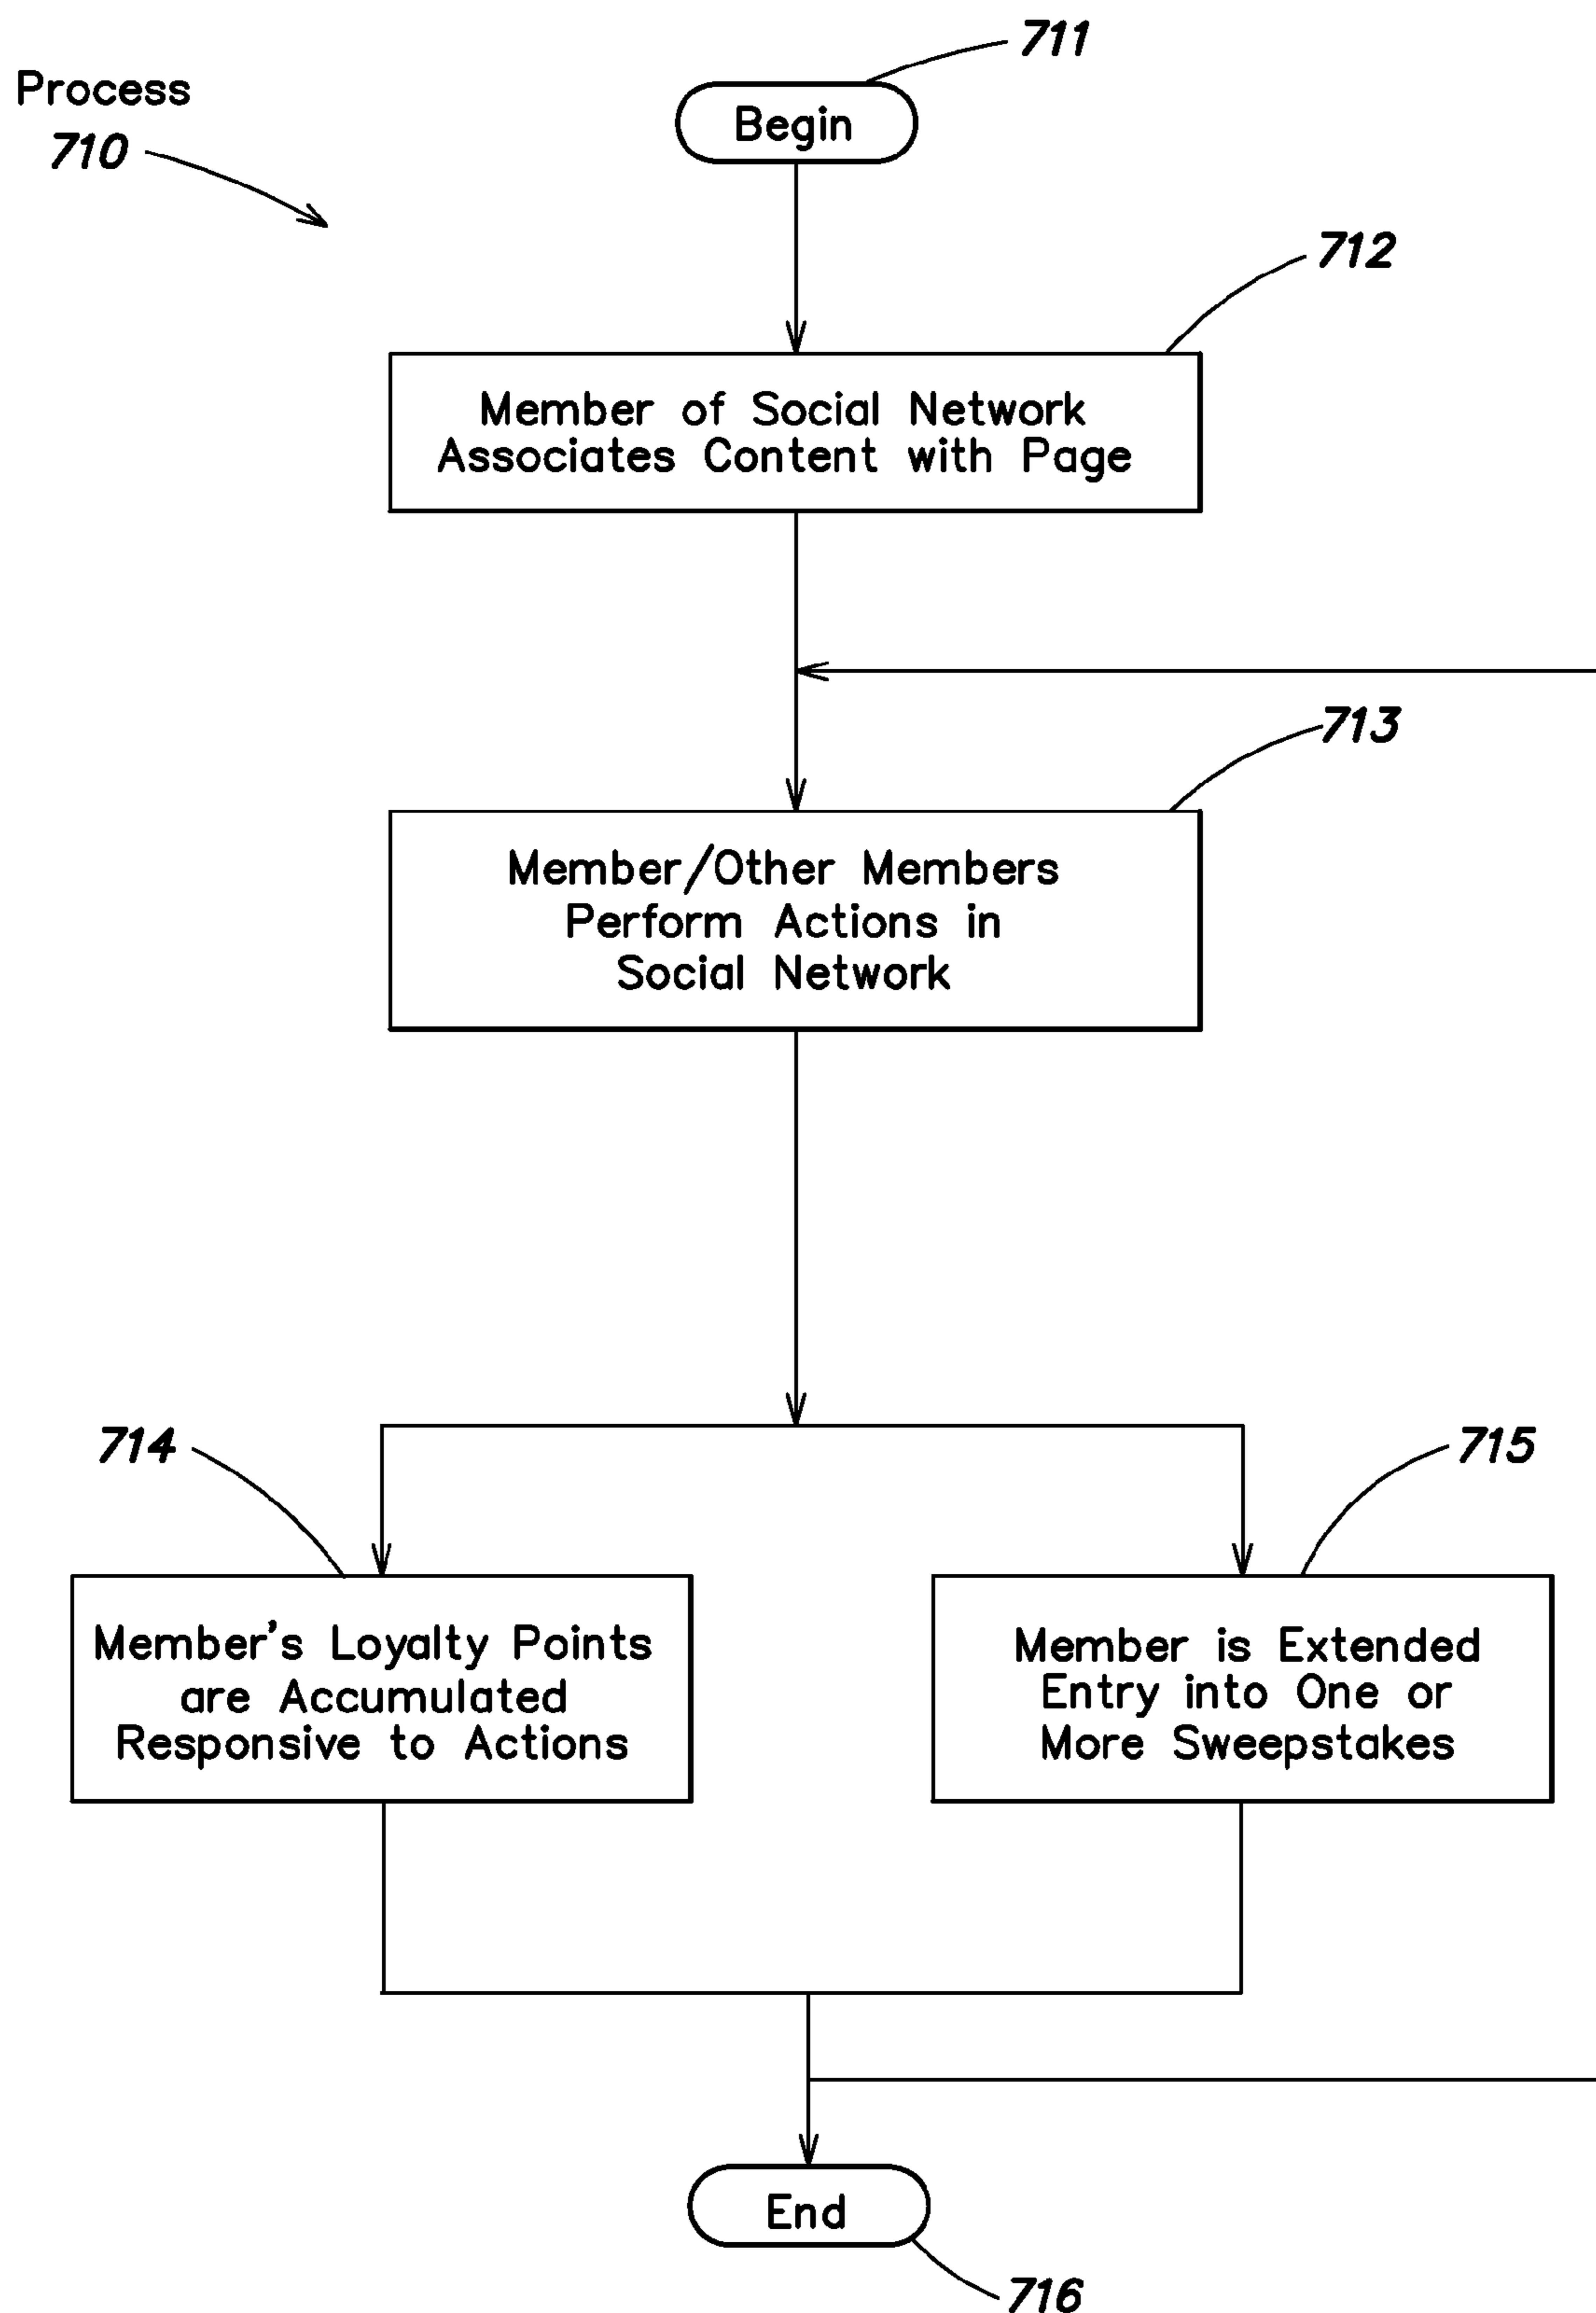 711
Process
710
Begin
712
Member of Social Network
Associates Content with Page
713
Member/Other Members
Perform Actions in
Social Network
714
715
Member's Loyalty Points
are Accumulated
Responsive to Actions
Member is Extended
Entry into One or
More Sweepstakes
End
716